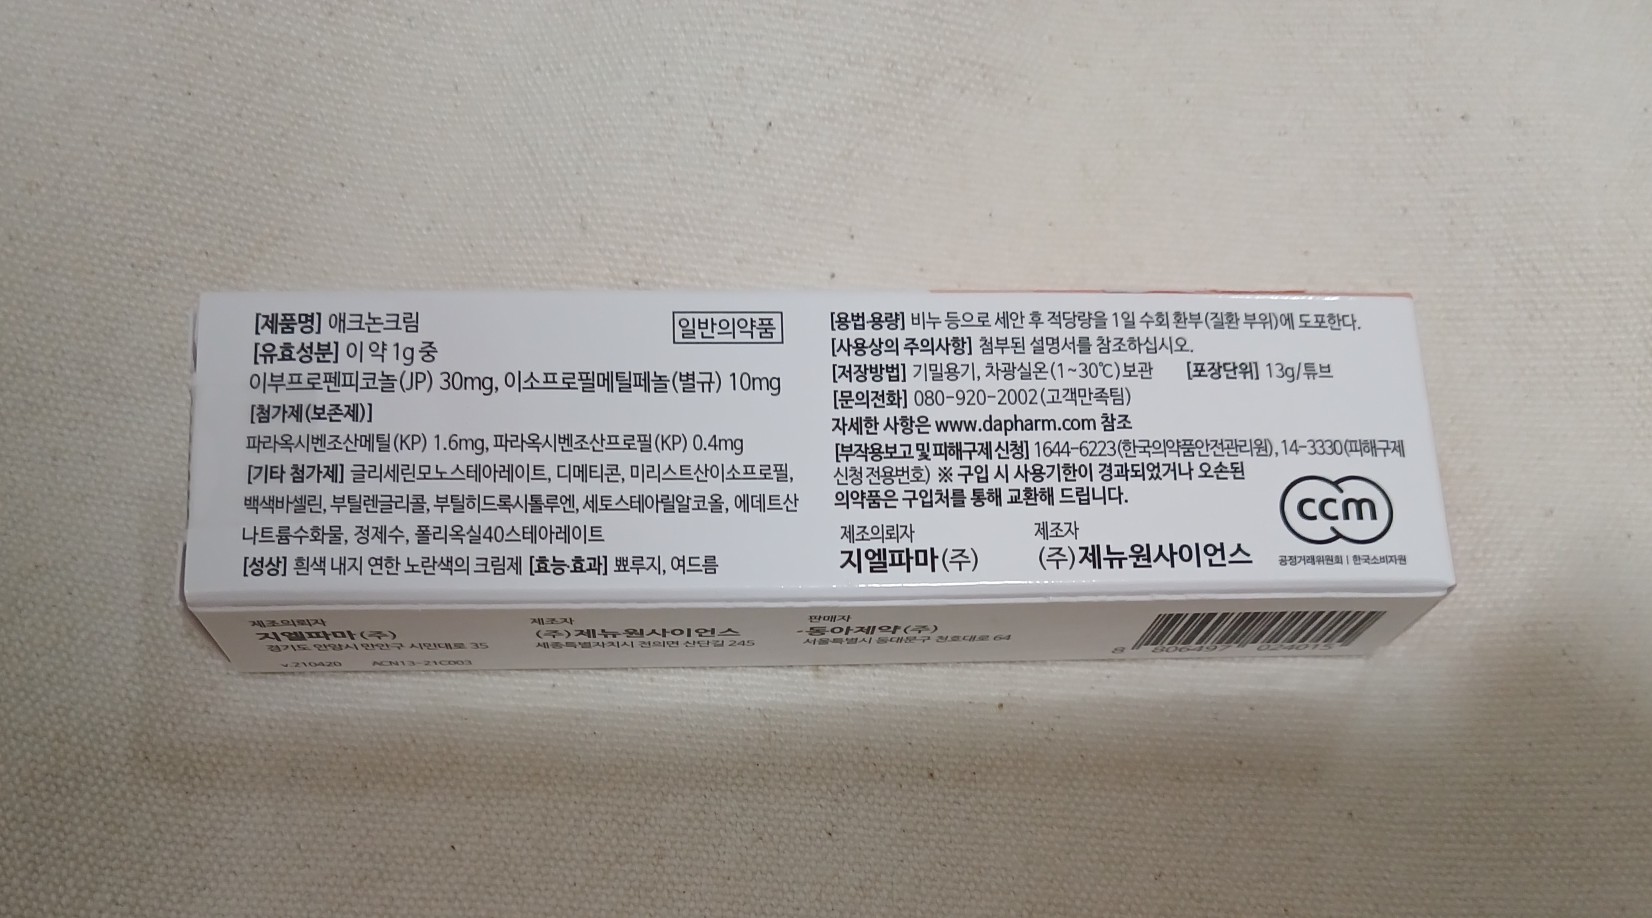 [제품명] 애크논크림
일반의약품
[유효성분] 이 약 1g 중
이부프로펜피코놀(JP) 30mg, 이소프로필메틸페놀(별규) 10mg
[첨가제(보존제)]
파라옥시벤조산메틸(KP) 1.6mg, 파라옥시벤조산프로필(KP) 0.4mg
[기타 첨가제] 글리세린모노스테아레이트, 디메티콘, 미리스트산이소프로필,
백색바셀린, 부틸렌글리콜, 부틸히드록시톨루엔, 세토스테아릴알코올, 에데트산
나트륨수화물, 정제수, 폴리옥실40스테아레이트
[성상] 흰색 내지 연한 노란색의 크림제 [효능·효과] 뾰루지, 여드름
[용법·용량] 비누 등으로 세안 후 적당량을 1일 수회 환부(질환 부위)에 도포한다.
[사용상의 주의사항] 첨부된 설명서를 참조하십시오.
[저장방법] 기밀용기, 차광실온(1~30℃)보관 [포장단위] 13g/튜브
[문의전화] 080-920-2002(고객만족팀)
자세한 사항은 www.dapharm.com 참조
[부작용보고 및 피해구제 신청] 1644-6223(한국의약품안전관리원), 14-3330(피해구제
신청 전용번호) ※ 구입 시 사용기한이 경과되었거나 오손된
의약품은 구입처를 통해 교환해 드립니다.
제조의뢰자 제조자
지엘파마(주) (주)제뉴원사이언스
ccm
공정거래위원회 | 한국소비자원
제조의뢰자
지엘파마(주)
경기도 안양시 만안구 시민대로 35
v.210420 ACN13-21C003
제조자
(주)제뉴원사이언스
세종특별자치시 전의면 산단길 245
판매자
동아제약(주)
서울특별시 동대문구 천호대로 64
8 806497 024015